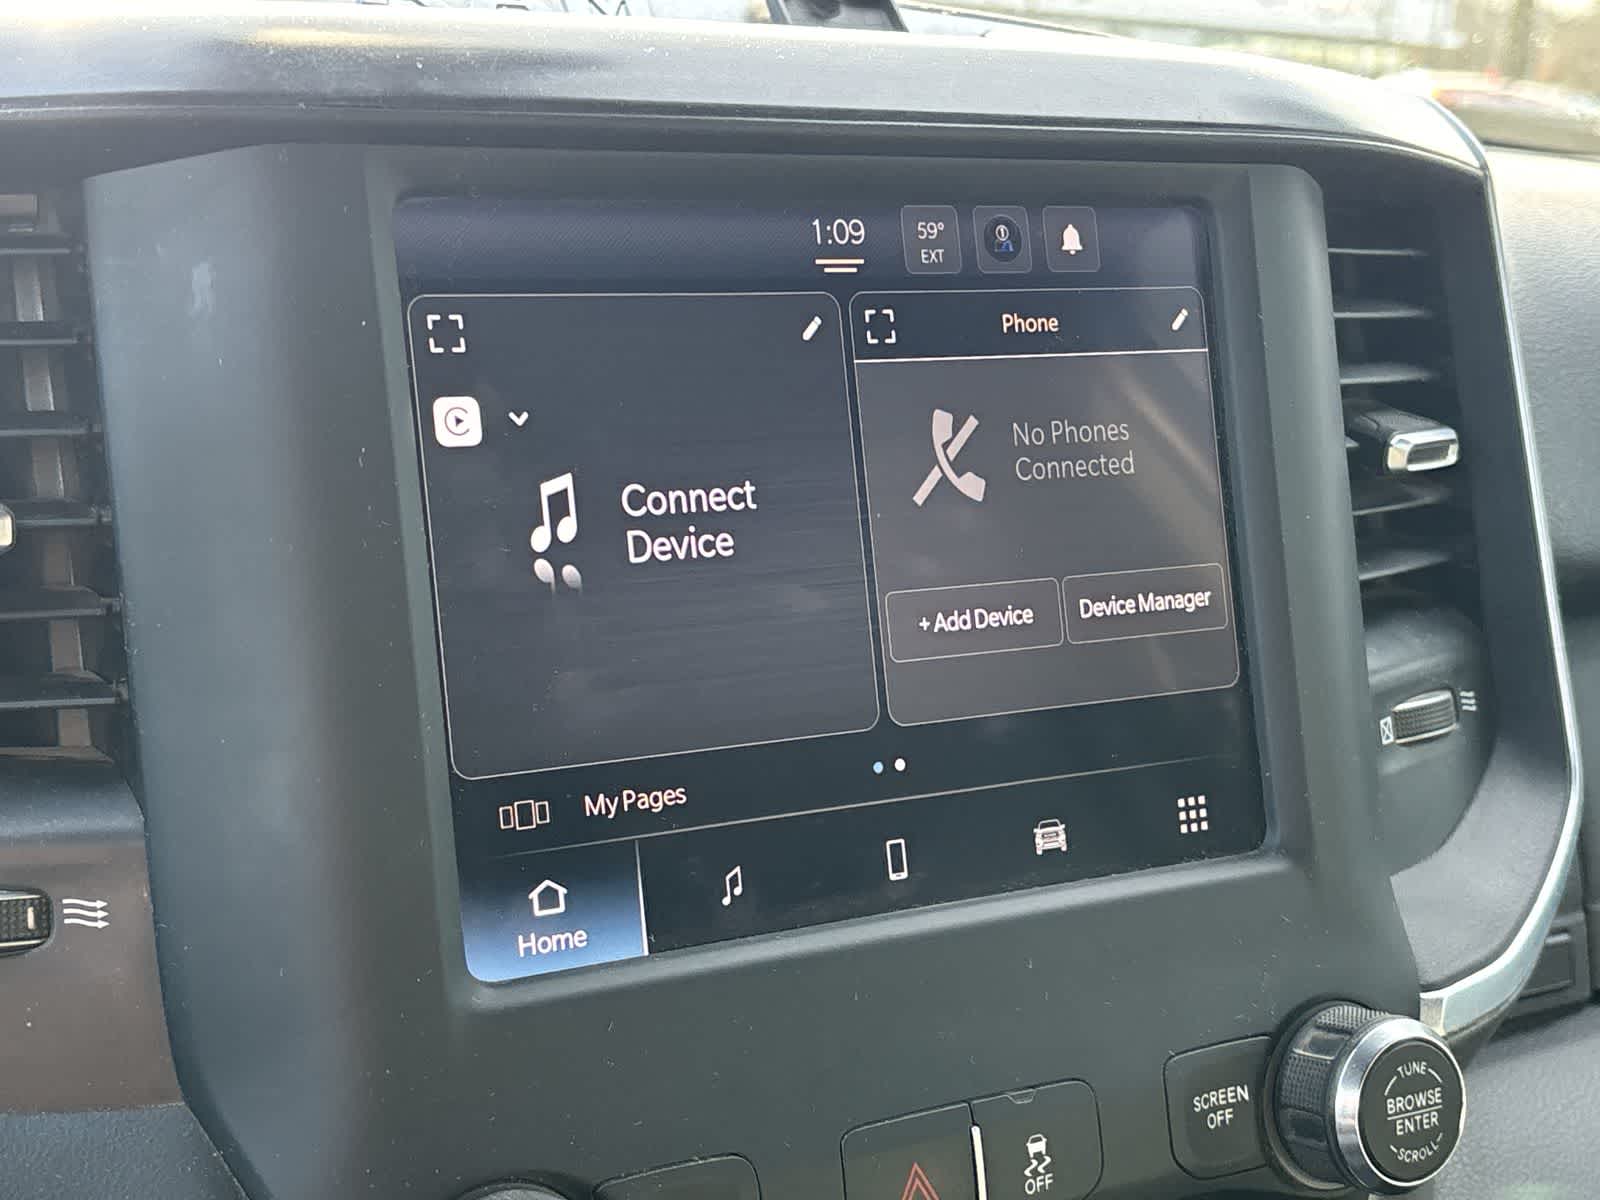 1:09
59°
EXT
Phone
No Phones
Connected
Connect
Device
+ Add Device
Device Manager
My Pages
Home
SCREEN
OFF
TUNE
BROWSE
ENTER
SCROLL
OFF